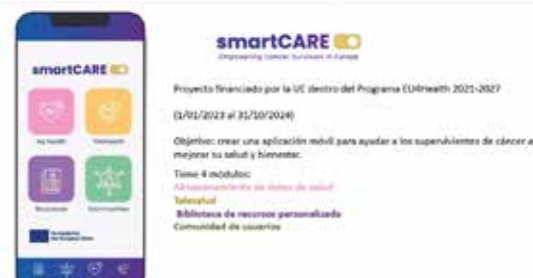 smartCARE
smartCARE
Empowering Cancer Survivors in Europe
Proyecto financiado por la UE dentro del Programa EU4Health 2021-2027
(1/01/2023 al 31/10/2024)
Objetivo: crear una aplicación móvil para ayudar a los supervivientes de cáncer a
mejorar su salud y bienestar.
Tiene 4 módulos:
Almacenamiento de datos de salud
Telesalud
Biblioteca de recursos personalizada
Comunidad de usuarios
My health
Telehealth
Resources